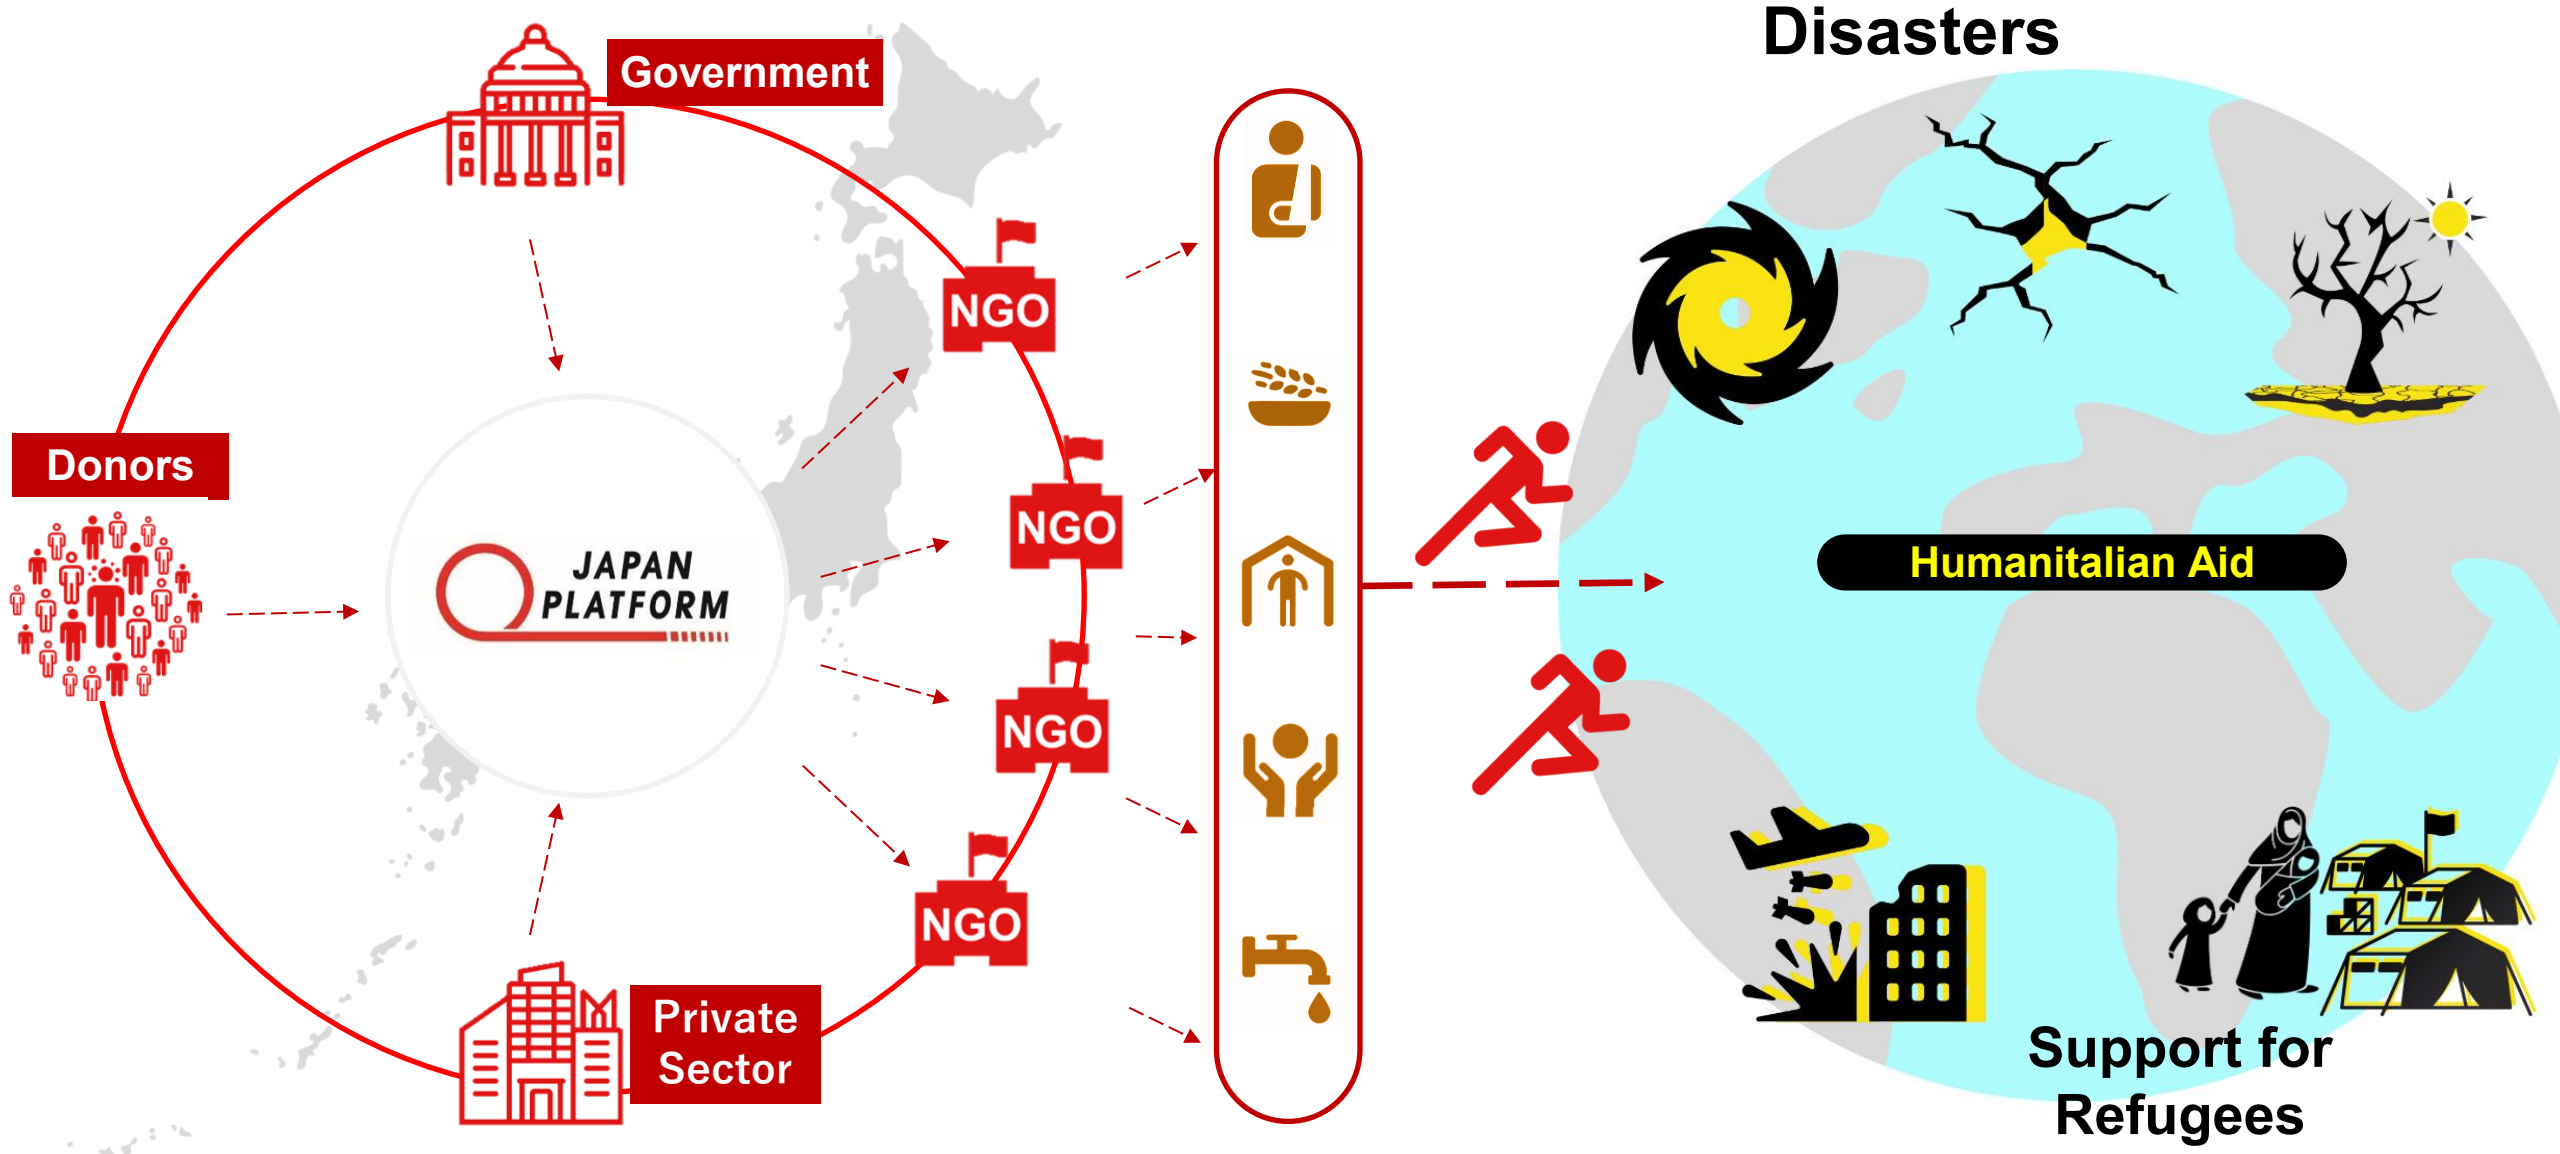 Disasters
Government
NGO
Donors
NGO
JAPAN
PLATFORM
Humanitalian Aid
NGO
NGO
Private
Sector
Support for
Refugees